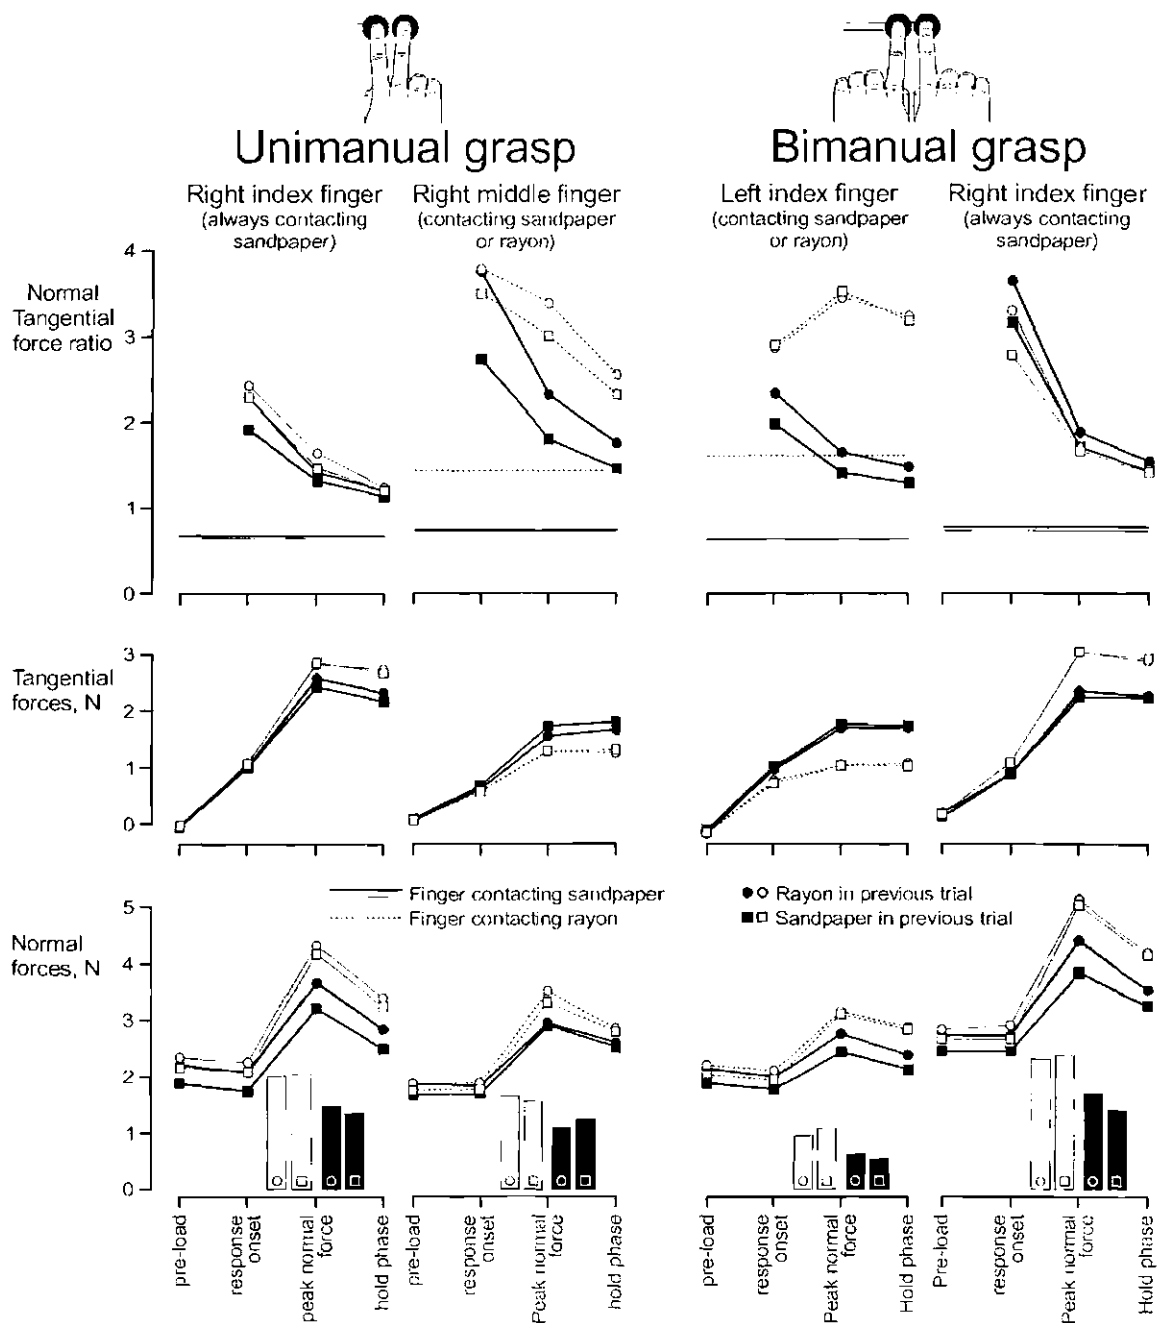 Unimanual grasp
Bimanual grasp
Right index finger
(always contacting
sandpaper)
Right middle finger
(contacting sandpaper
or rayon)
Left index finger
(contacting sandpaper
or rayon)
Right index finger
(always contacting
sandpaper)
Normal
Tangential
force ratio
4
3
2
1
0
Tangential
forces, N
3
2
1
0
Finger contacting sandpaper
Finger contacting rayon
Rayon in previous trial
Sandpaper in previous trial
Normal
forces, N
5
4
3
2
1
0
pre-load
response
onset
peak normal
force
hold phase
pre-load
response
onset
Peak normal
force
hold phase
pre-load
response
onset
Peak normal
force
Hold phase
Pre-load
response
onset
Peak normal
force
Hold phase